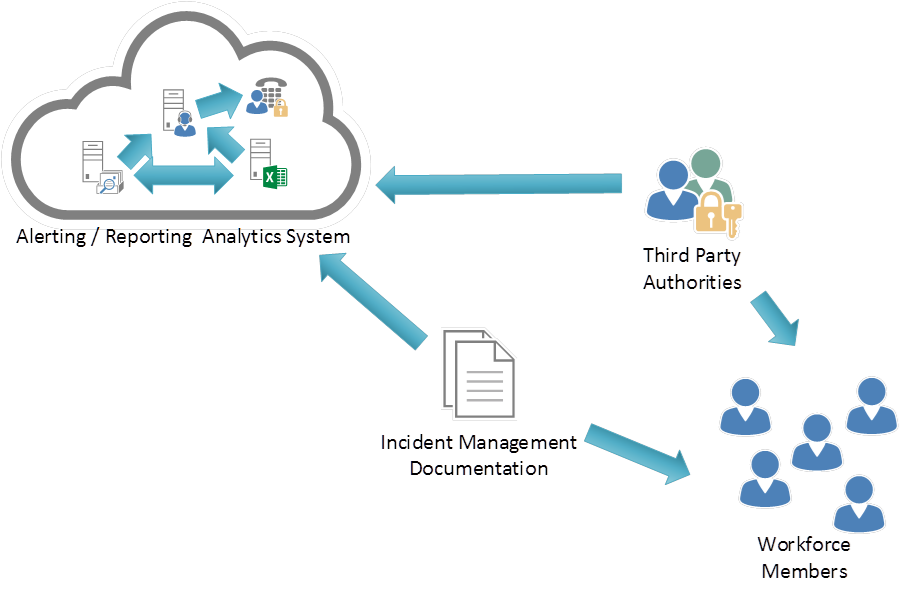 Alerting / Reporting Analytics System
Third Party
Authorities
Incident Management
Documentation
Workforce
Members